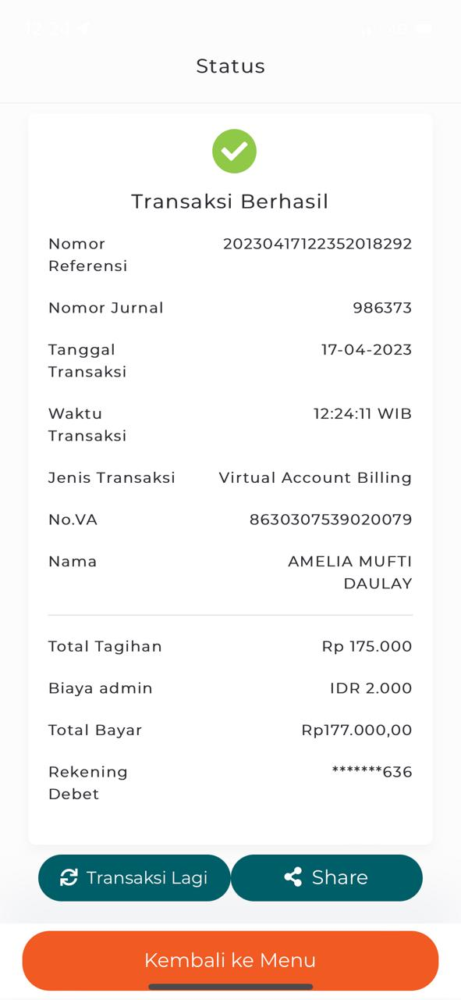 12:24
Status
Transaksi Berhasil
Nomor Referensi 20230417122352018292
Nomor Jurnal 986373
Tanggal Transaksi 17-04-2023
Waktu Transaksi 12:24:11 WIB
Jenis Transaksi Virtual Account Billing
No.VA 8630307539020079
Nama AMELIA MUFTI DAULAY
Total Tagihan Rp 175.000
Biaya admin IDR 2.000
Total Bayar Rp177.000,00
Rekening Debet *******636
Transaksi Lagi
Share
Kembali ke Menu